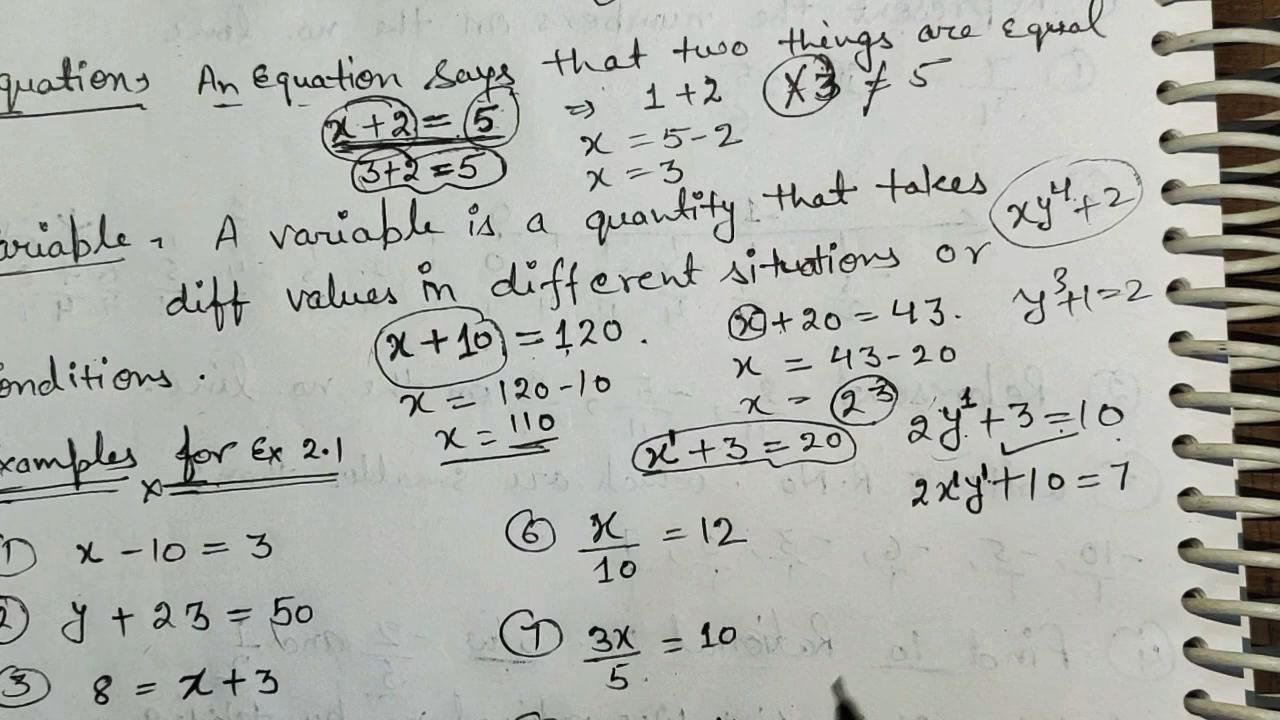 quation, An Equation says that two things are equal
x+2 = 5 ⇒ 1+2 ≠ 5
3+2 = 5 x = 5-2
x = 3
ariable, A variable is a quantity that takes xy⁴+2
diff values in different situations or
onditions. x+10 = 120. x+20 = 43. y³+1=2
x = 120-10 x = 43-20
x = 110 x = 23 2y¹+3=10
xamples for Ex 2.1 x¹+3=20 2x¹y¹+10=7
① x-10 = 3 ⑥ x/10 = 12
② y+23 = 50 ⑦ 3x/5 = 10
③ 8 = x+3